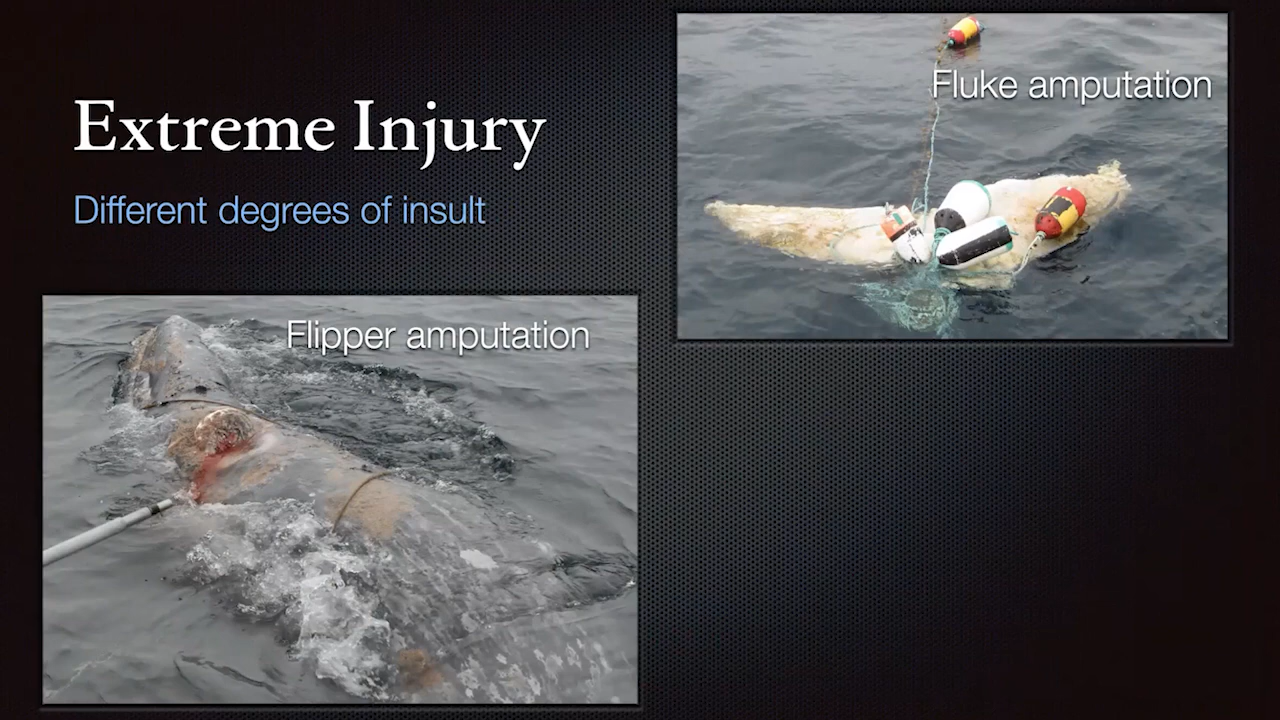 Extreme Injury
Different degrees of insult
Fluke amputation
Flipper amputation